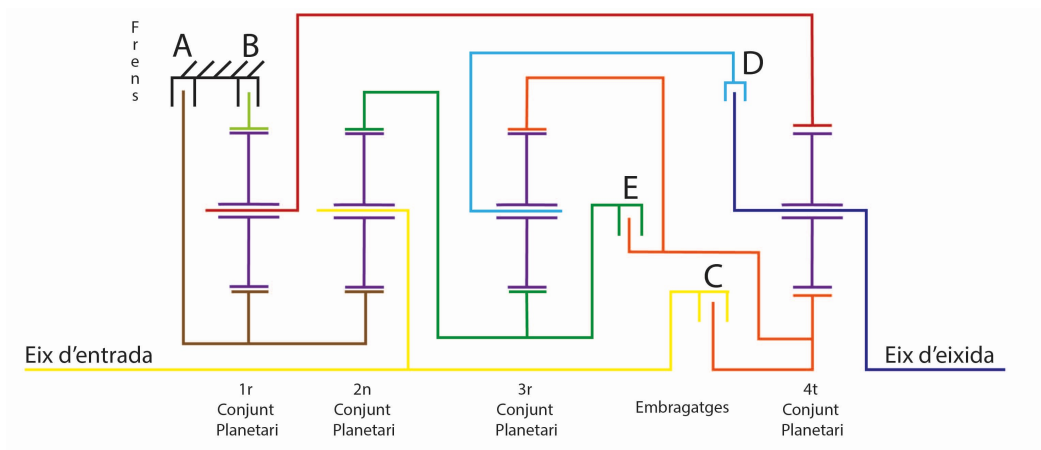 Frens
A
B
D
E
C
Eix d'entrada
Eix d'eixida
1r
Conjunt
Planetari
2n
Conjunt
Planetari
3r
Conjunt
Planetari
Embragatges
4t
Conjunt
Planetari